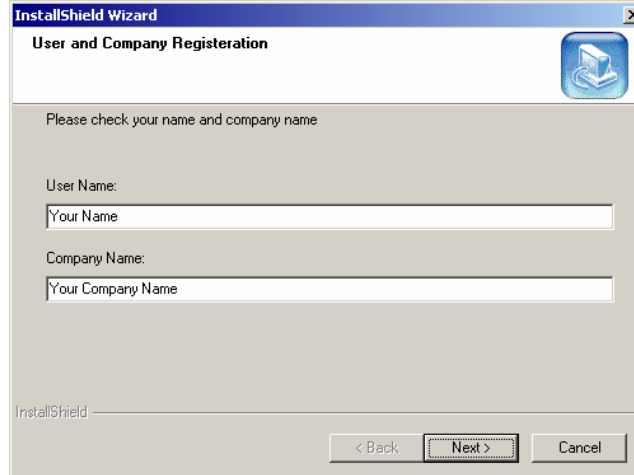 InstallShield Wizard
User and Company Registeration
Please check your name and company name
User Name:
Your Name
Company Name:
Your Company Name
InstallShield
< Back Next > Cancel